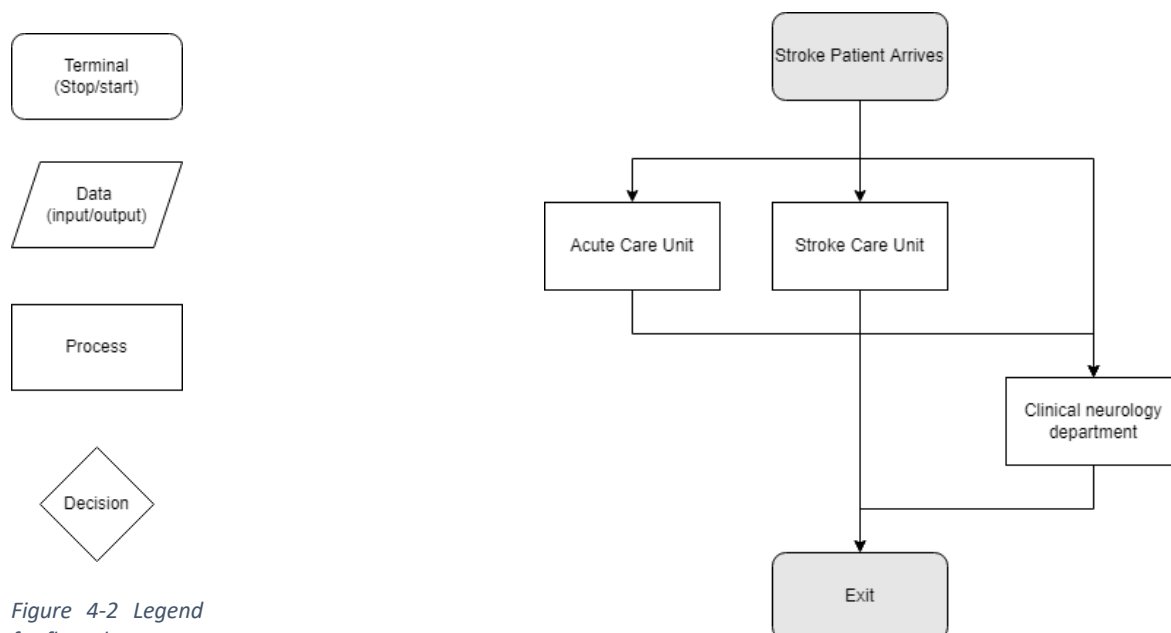 Terminal
(Stop/start)
Data
(input/output)
Process
Decision
Figure 4-2 Legend
Stroke Patient Arrives
Acute Care Unit
Stroke Care Unit
Clinical neurology
department
Exit